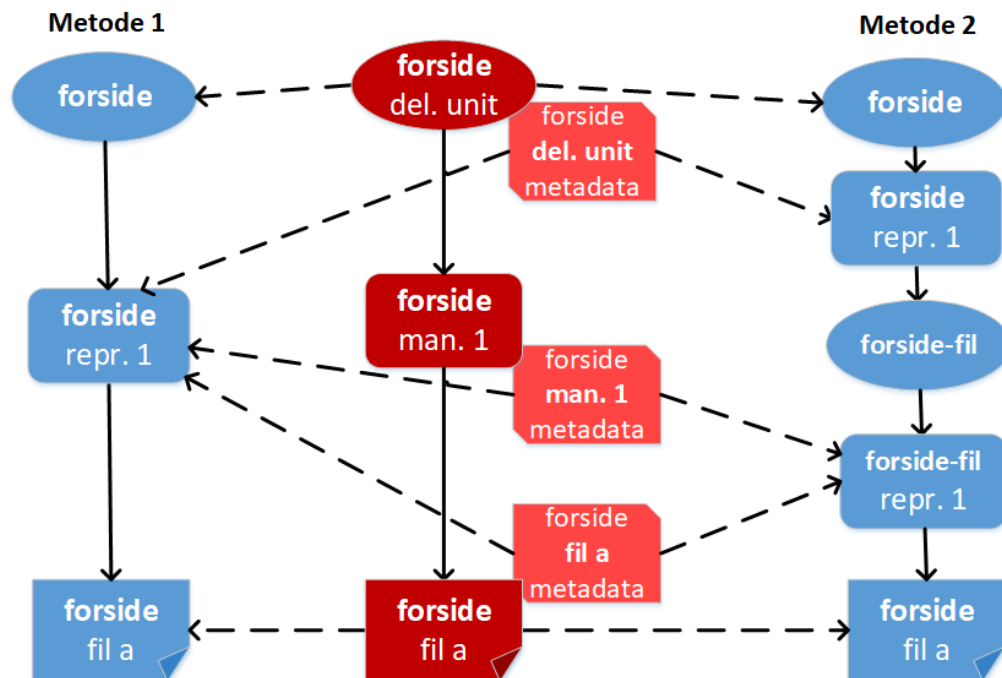 Metode 1
Metode 2
forside
forside
del. unit
forside
forside
del. unit
metadata
forside
repr. 1
forside
repr. 1
forside
man. 1
forside-fil
forside
man. 1
metadata
forside-fil
repr. 1
forside
fil a
metadata
forside
fil a
forside
fil a
forside
fil a